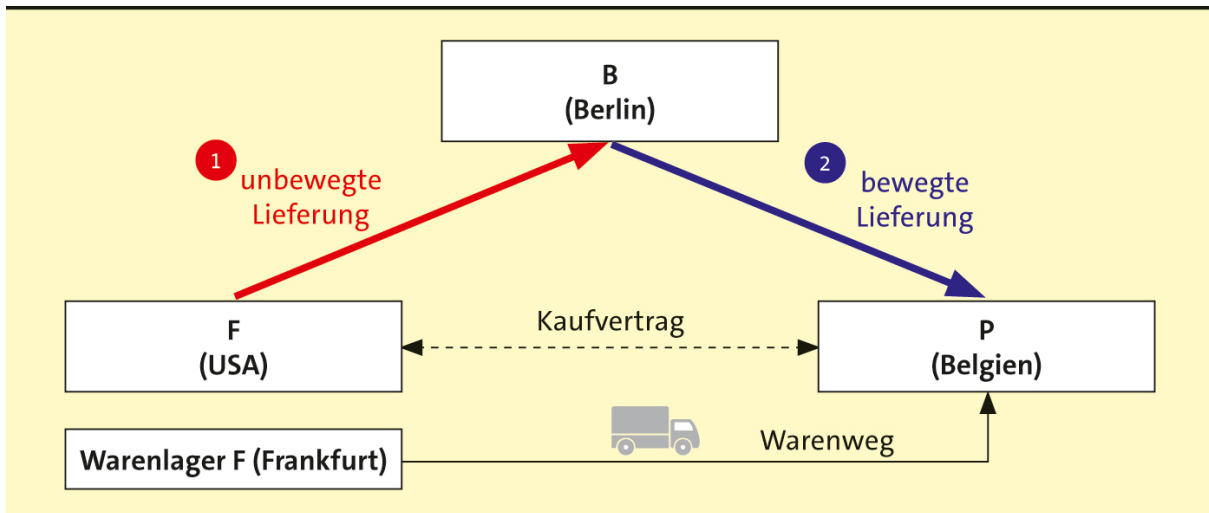 B
(Berlin)
1
unbewegte
Lieferung
2
bewegte
Lieferung
F
(USA)
Kaufvertrag
P
(Belgien)
Warenlager F (Frankfurt)
Warenweg